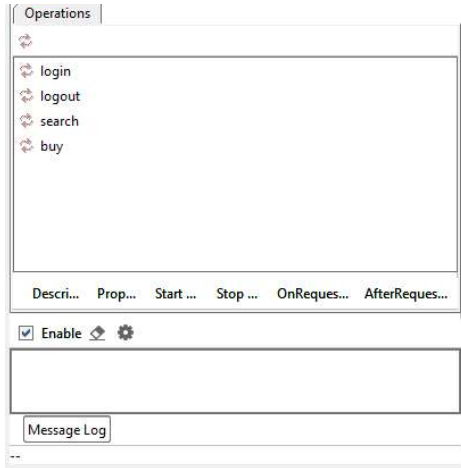 Operations
login
logout
search
buy
Descri... Prop... Start ... Stop ... OnReques... AfterReques...
Enable
Message Log
--